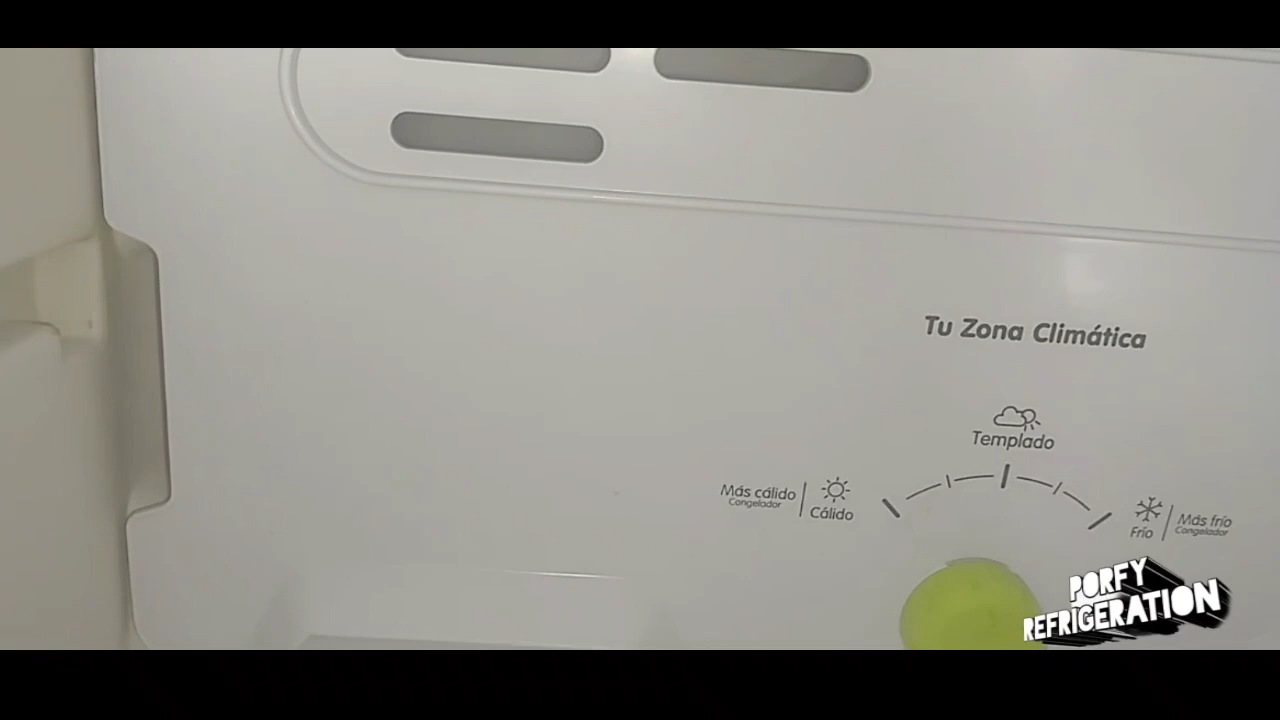 Tu Zona Climática
Templado
Más cálido
Congelador
Cálido
Frío
Más frío
Congelador
PORFY
REFRIGERATION